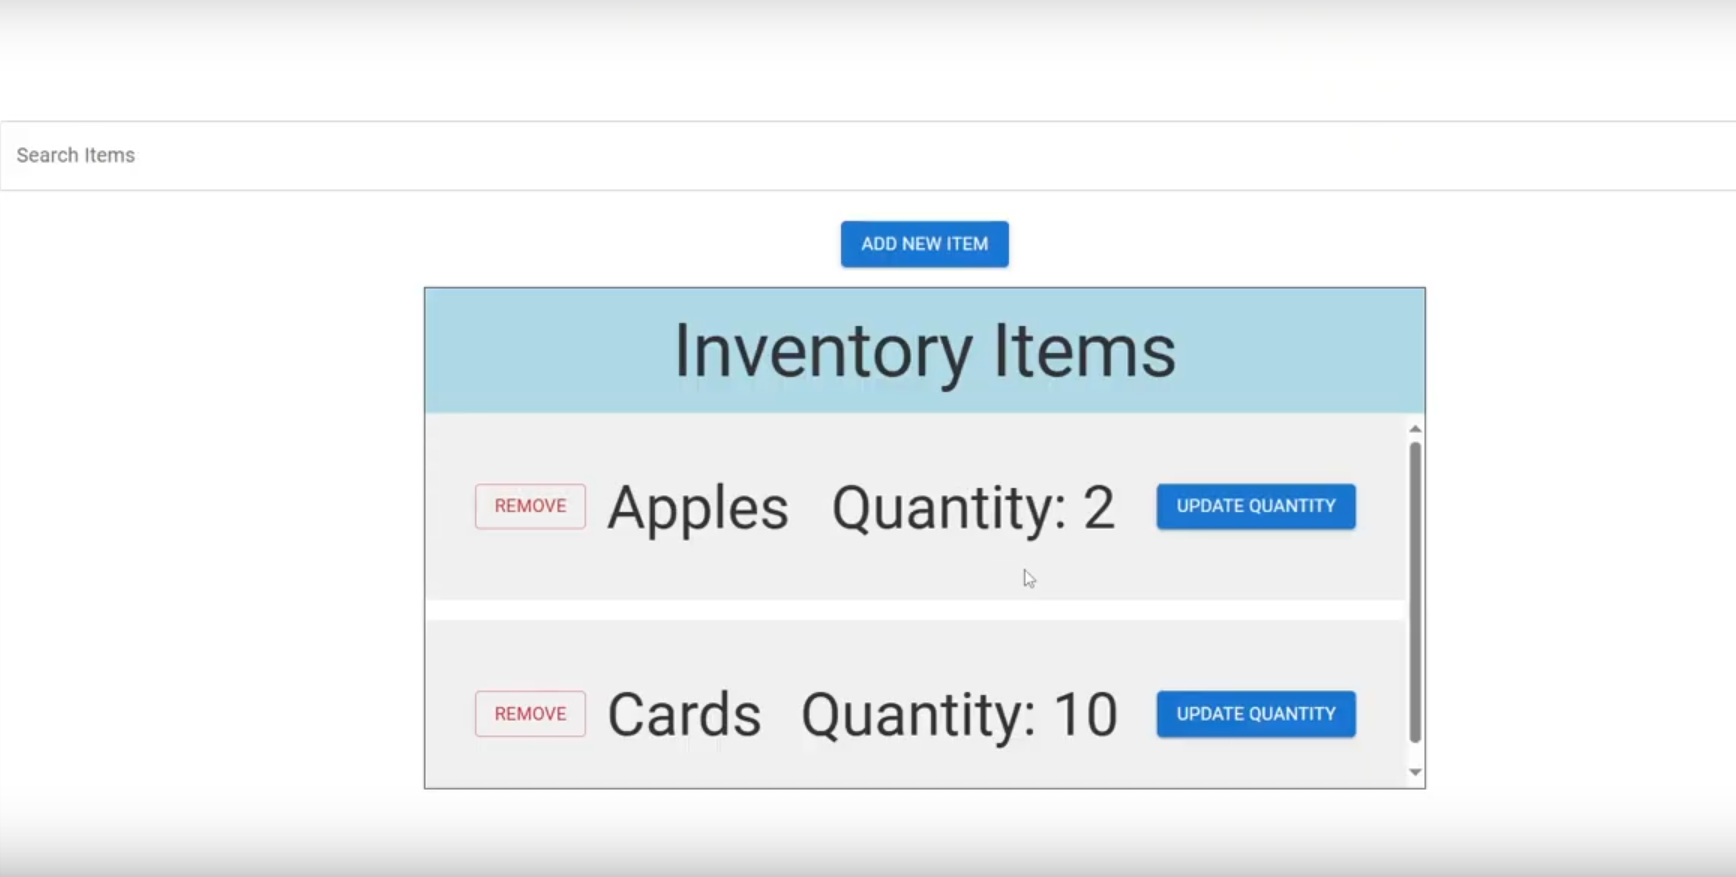 Search Items
ADD NEW ITEM
Inventory Items
REMOVE Apples Quantity: 2 UPDATE QUANTITY
REMOVE Cards Quantity: 10 UPDATE QUANTITY